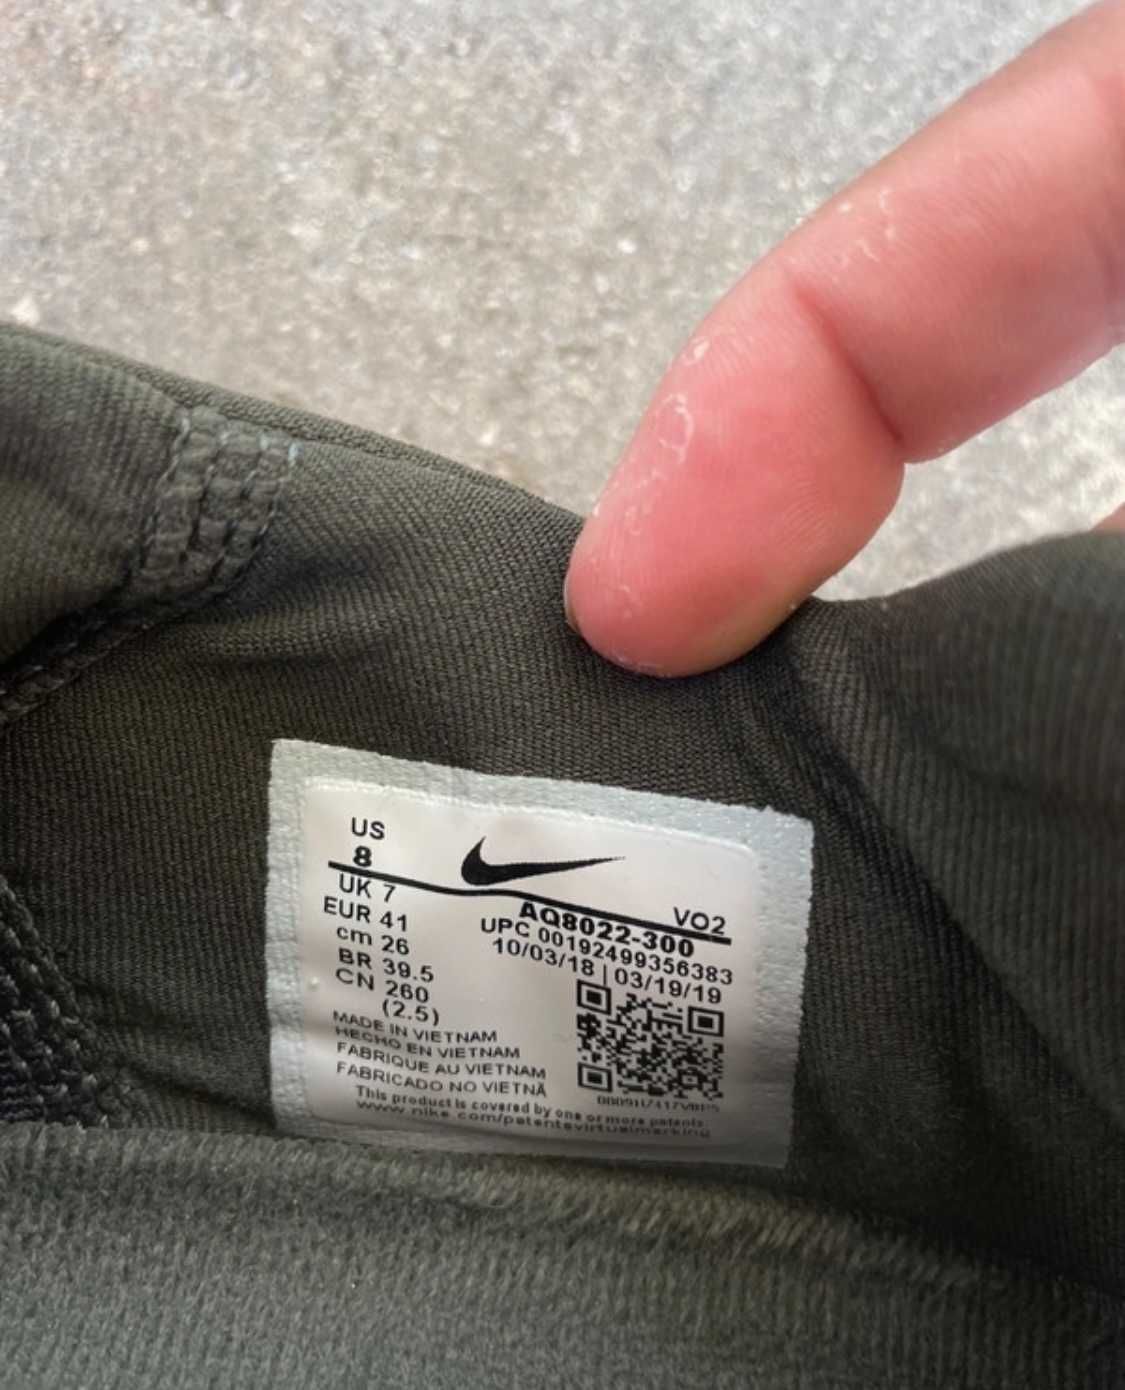 US
8
UK 7
EUR 41
cm 26
BR 39.5
CN 260
(2.5)
VO2
AQ8022-300
UPC 00192499356383
10/03/18 | 03/19/19
MADE IN VIETNAM
HECHO EN VIETNAM
FABRIQUE AU VIETNAM
FABRICADO NO VIETNÃ
This product is covered by one or more patents.
www.nike.com/patentsvirtualmarking